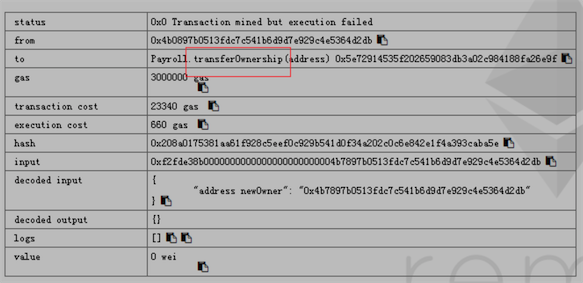 status 0x0 Transaction mined but execution failed
from 0x4b0897b0513fdc7c541b6d9d7e929c4e5364d2db
to Payroll.transferOwnership(address) 0x5e72914535f202659083db3a02c984188fa26e9f
gas 3000000 gas
transaction cost 23340 gas
execution cost 660 gas
hash 0x208a0175381aa61f928c5eef0c929b541d0f34a202c0c6e842e1f4a393caba5e
input 0xf2fde38b0000000000000000000000004b7897b0513fdc7c541b6d9d7e929c4e5364d2db
decoded input {
"address newOwner": "0x4b7897b0513fdc7c541b6d9d7e929c4e5364d2db"
}
decoded output {}
logs []
value 0 wei
rem